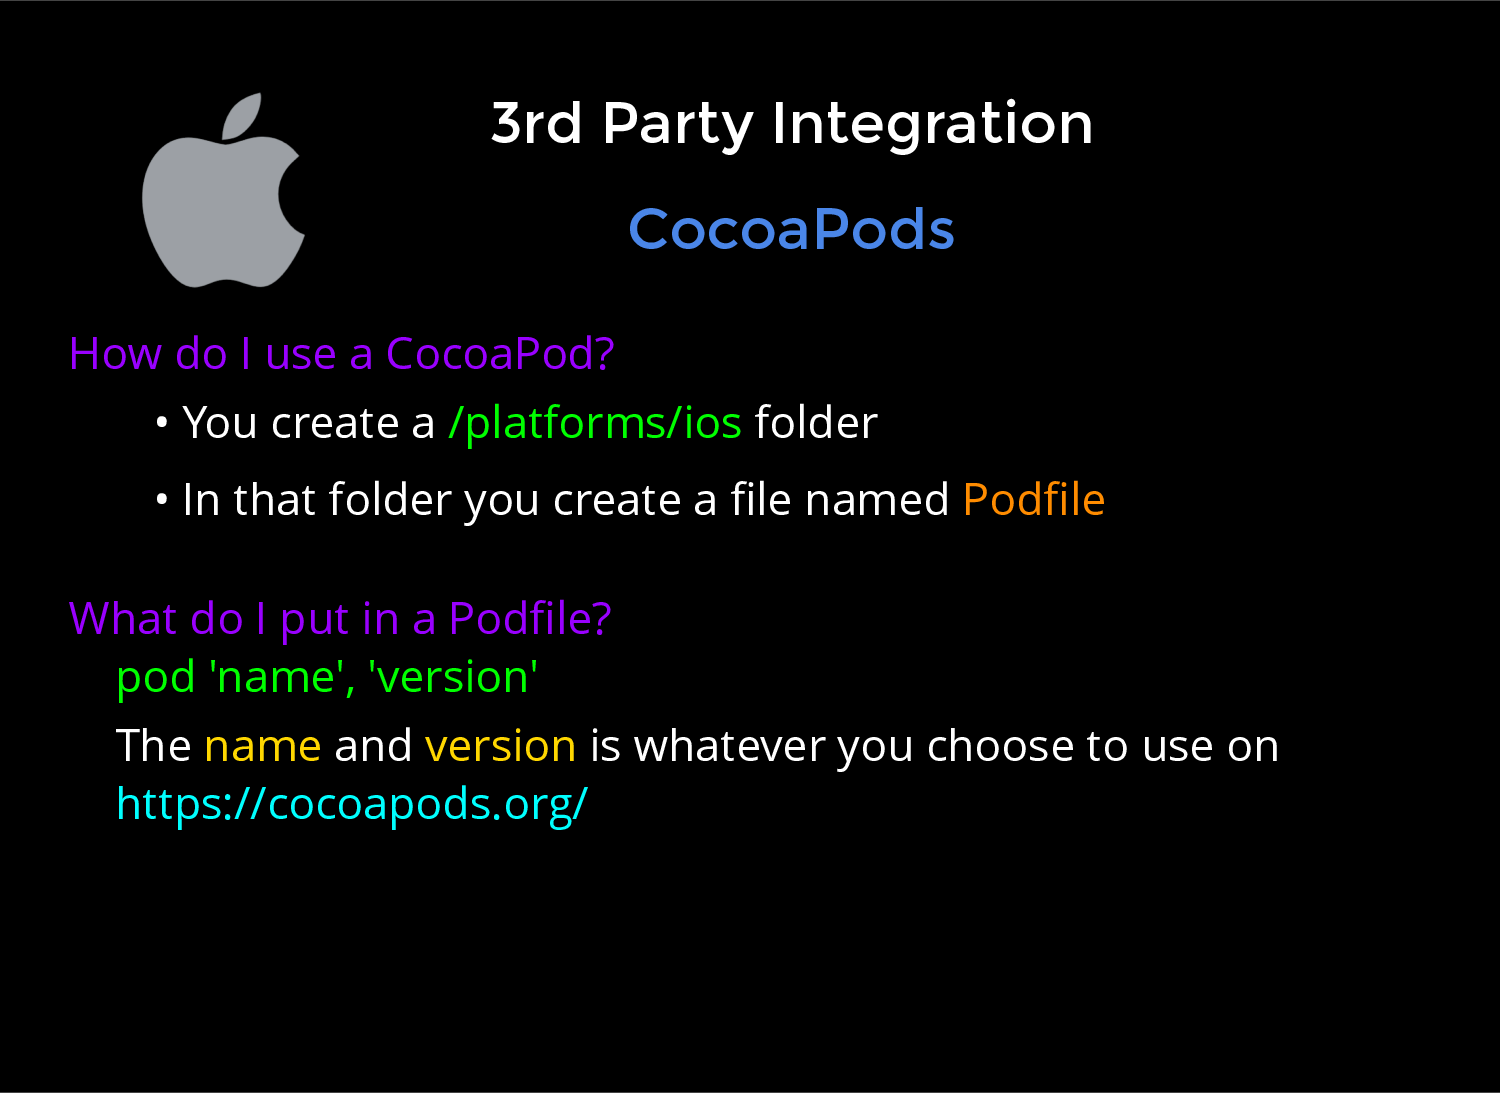 3rd Party Integration
CocoaPods
How do I use a CocoaPod?
• You create a /platforms/ios folder
• In that folder you create a file named Podfile
What do I put in a Podfile?
pod 'name', 'version'
The name and version is whatever you choose to use on
https://cocoapods.org/